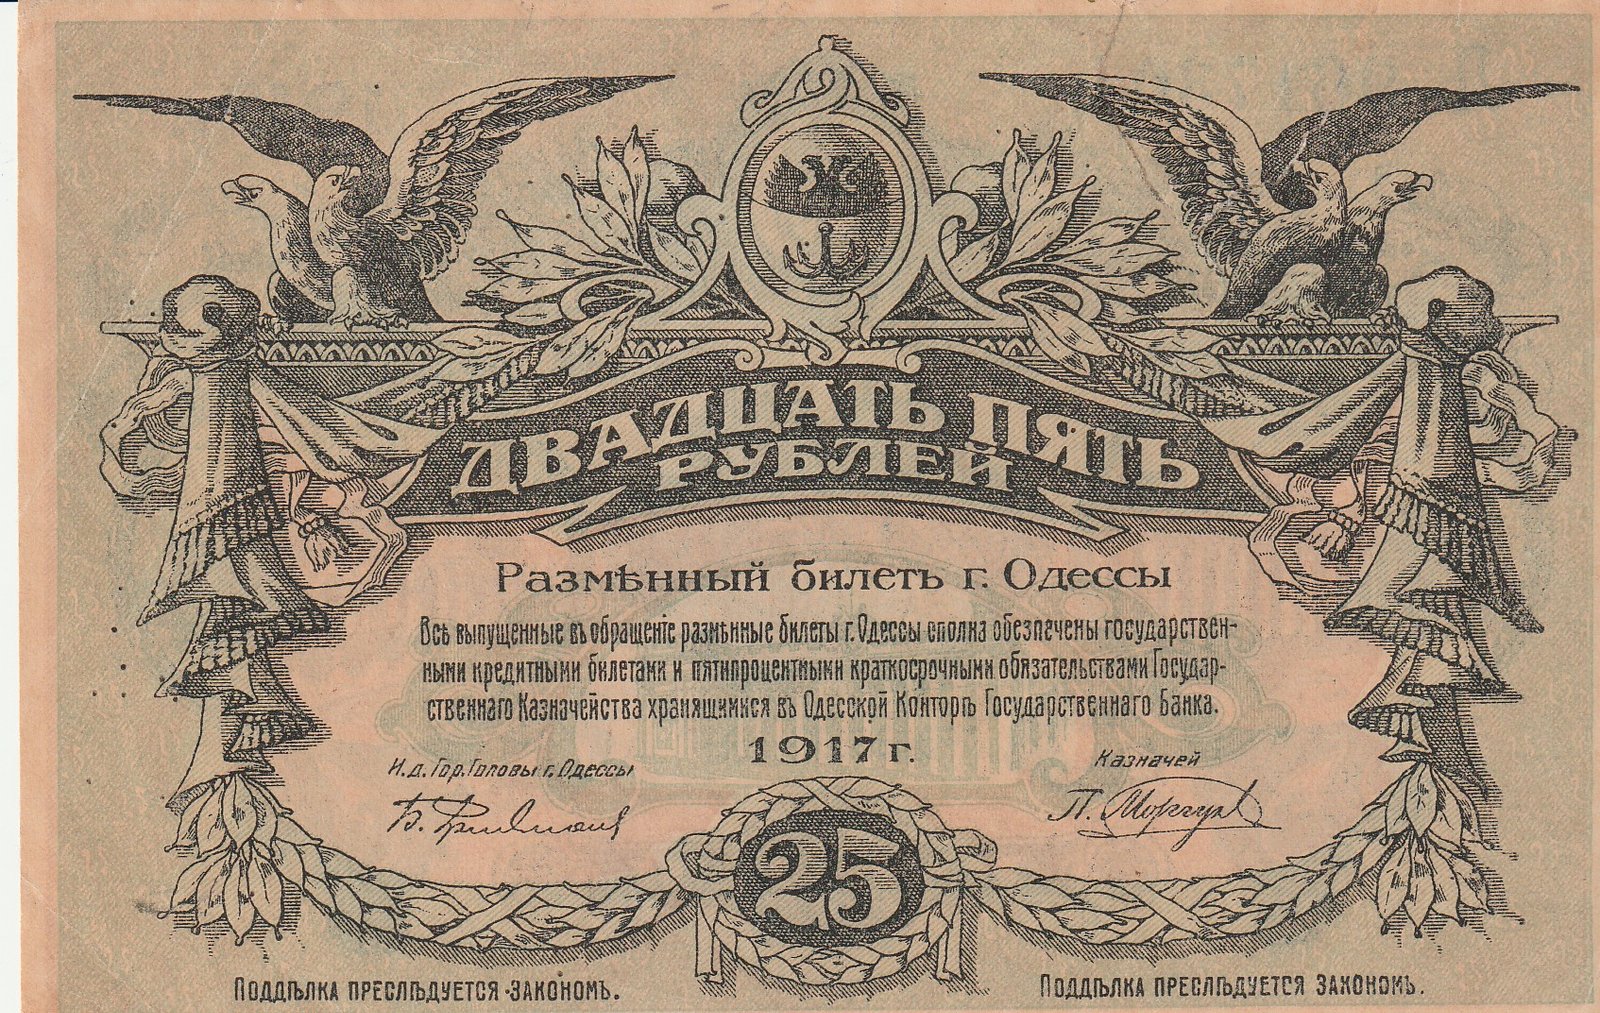 ДВАДЦАТЬ ПЯТЬ
РУБЛЕЙ
Размѣнный билетъ г. Одессы
Всѣ выпущенные въ обращеніе размѣнные билеты г. Одессы сполна обезпечены государствен-
ными кредитными билетами и пятипроцентными краткосрочными обязательствами Государ-
ственнаго Казначейства хранящимися въ Одесской Конторѣ Государственнаго Банка.
1917 г.
И. д. Гор. Головы г. Одессы
Казначей
Б.
П.
25
Поддѣлка преслѣдуется закономъ.
Поддѣлка преслѣдуется закономъ.